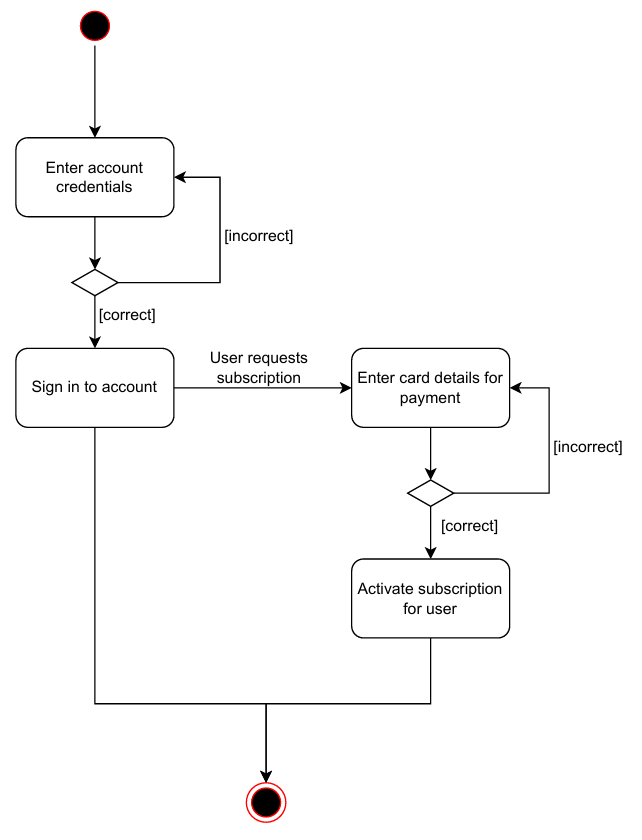 Enter account
credentials
[incorrect]
[correct]
Sign in to account
User requests
subscription
Enter card details for
payment
[incorrect]
[correct]
Activate subscription
for user